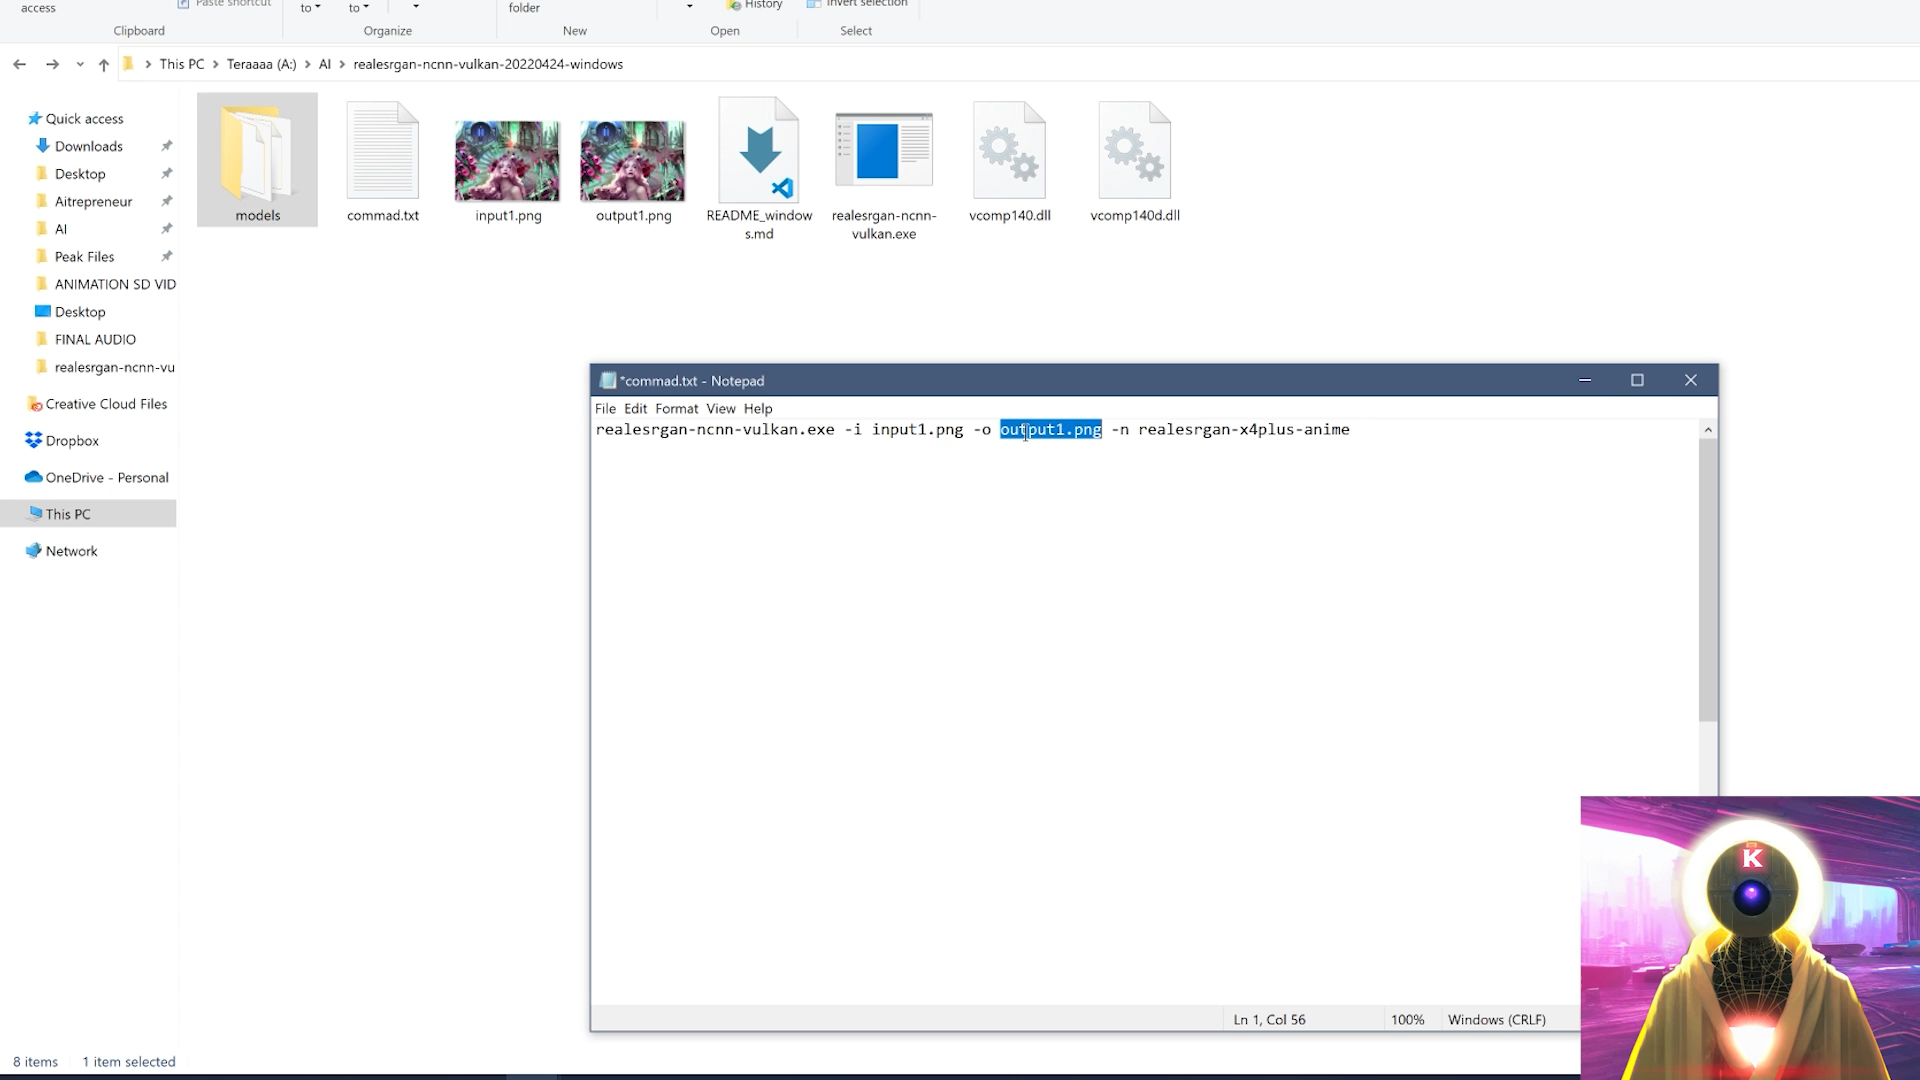 access
Paste shortcut
to
to
folder
History
Invert selection
Clipboard
Organize
New
Open
Select
This PC
Teraaaa (A:)
AI
realesrgan-ncnn-vulkan-20220424-windows
Quick access
Downloads
Desktop
Aitrepreneur
AI
Peak Files
ANIMATION SD VID
Desktop
FINAL AUDIO
realesrgan-ncnn-vu
Creative Cloud Files
Dropbox
OneDrive - Personal
This PC
Network
models
commad.txt
input1.png
output1.png
README_window
s.md
realesrgan-ncnn-
vulkan.exe
vcomp140.dll
vcomp140d.dll
*commad.txt - Notepad
File Edit Format View Help
realesrgan-ncnn-vulkan.exe -i input1.png -o output1.png -n realesrgan-x4plus-anime
Ln 1, Col 56
100%
Windows (CRLF)
K
8 items
1 item selected